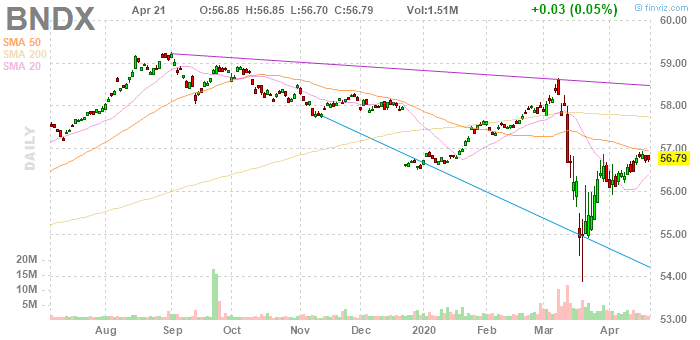 BNDX
Apr 21 O:56.85 H:56.85 L:56.70 C:56.79 Vol:1.51M +0.03 (0.05%)
© finviz.com
SMA 50
SMA 200
SMA 20
DAILY
60.00
59.00
58.00
57.00
56.79
56.00
55.00
54.00
53.00
20M
15M
10M
5M
Aug Sep Oct Nov Dec 2020 Feb Mar Apr